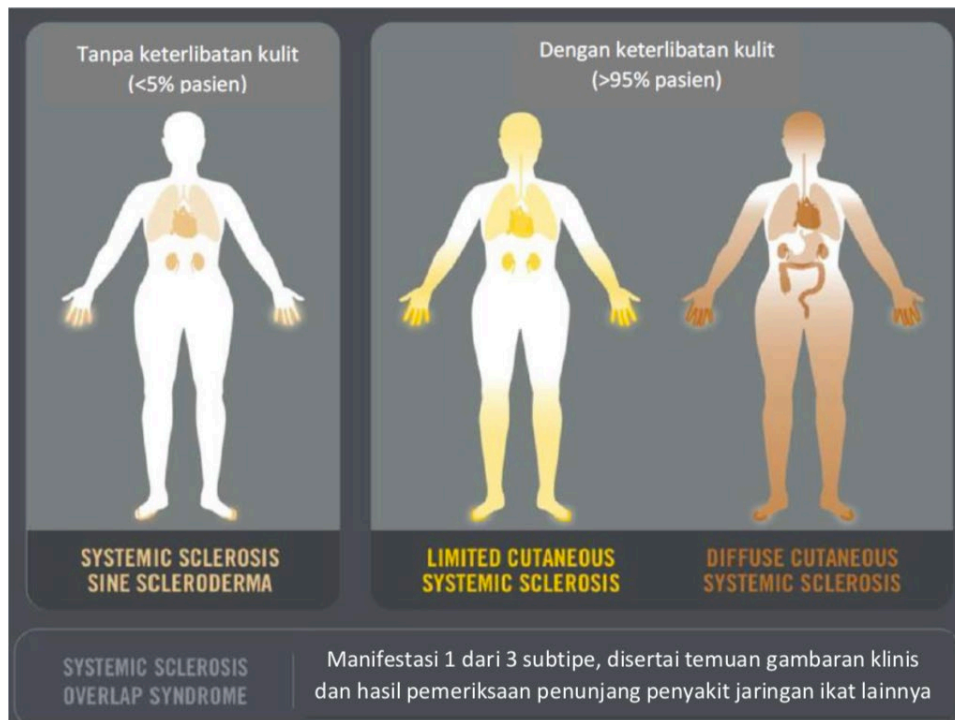 Tanpa keterlibatan kulit
(<5% pasien)
Dengan keterlibatan kulit
(>95% pasien)
SYSTEMIC SCLEROSIS
SINE SCLERODERMA
LIMITED CUTANEOUS
SYSTEMIC SCLEROSIS
DIFFUSE CUTANEOUS
SYSTEMIC SCLEROSIS
SYSTEMIC SCLEROSIS
OVERLAP SYNDROME
Manifestasi 1 dari 3 subtipe, disertai temuan gambaran klinis
dan hasil pemeriksaan penunjang penyakit jaringan ikat lainnya